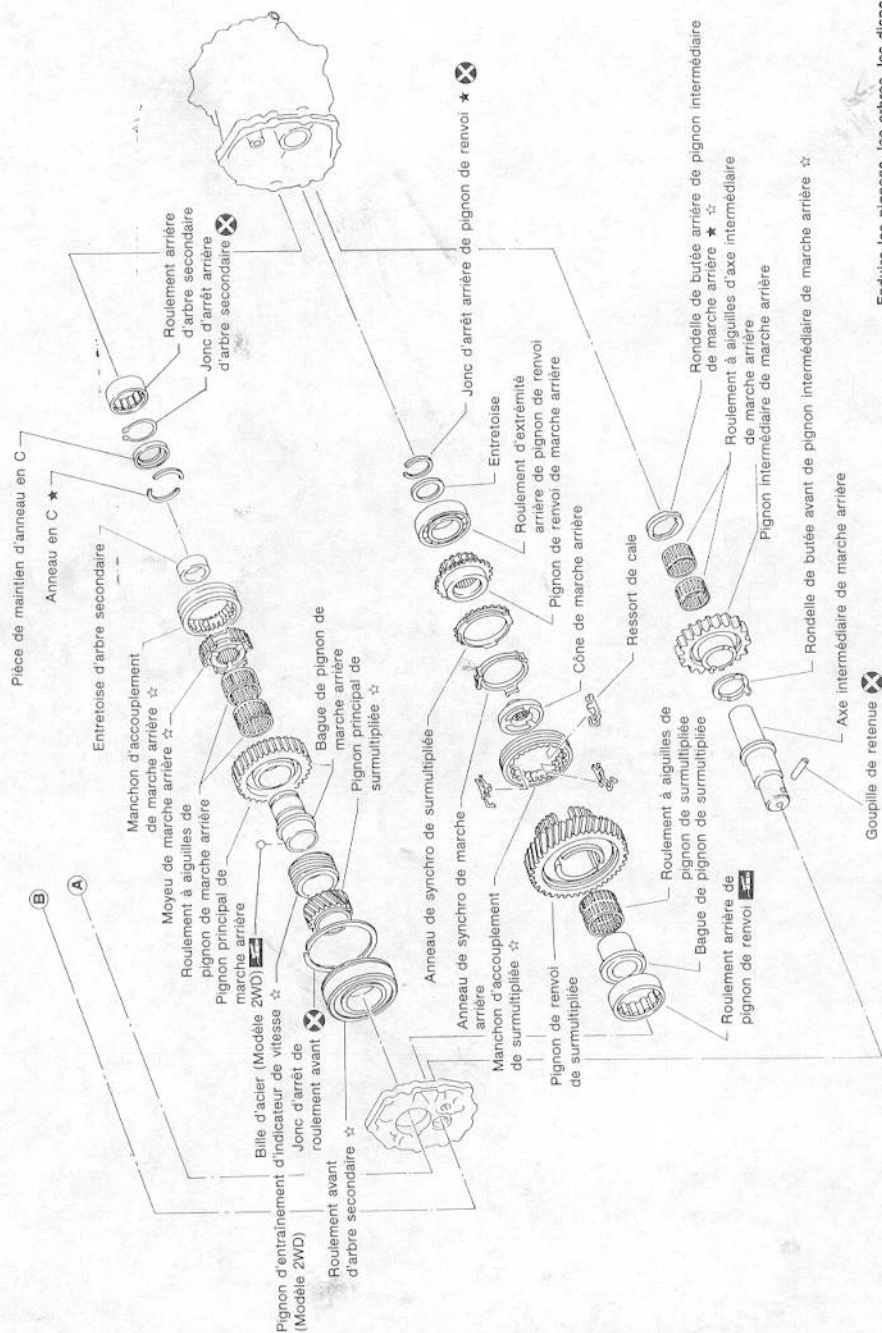 Pièce de maintien d'anneau en C
Anneau en C ★
Roulement arrière
d'arbre secondaire
Jonc d'arrêt arrière
d'arbre secondaire
Entretoise d'arbre secondaire
Manchon d'accouplement
de marche arrière ☆
Moyeu de marche arrière ☆
Roulement à aiguilles de
pignon de marche arrière
Pignon principal de
marche arrière
Bague de pignon de
marche arrière
Pignon principal de
surmultipliée ☆
B
A
Bille d'acier (Modèle 2WD)
Pignon d'entraînement d'indicateur de vitesse ☆
(Modèle 2WD)
Jonc d'arrêt de
roulement avant
Roulement avant
d'arbre secondaire ☆
Jonc d'arrêt arrière de pignon de renvoi ★
Entretoise
Roulement d'extrémité
arrière de pignon de renvoi
Pignon de renvoi de marche arrière
Cône de marche arrière
Ressort de cale
Anneau de synchro de surmultipliée
Anneau de synchro de marche
arrière
Manchon d'accouplement
de surmultipliée ☆
Pignon de renvoi
de surmultipliée
Roulement à aiguilles de
pignon de surmultipliée
Bague de pignon de surmultipliée
Roulement arrière de
pignon de renvoi
Rondelle de butée arrière de pignon intermédiaire
de marche arrière ★ ☆
Roulement à aiguilles d'axe intermédiaire
de marche arrière
Pignon intermédiaire de marche arrière
Rondelle de butée avant de pignon intermédiaire de marche arrière ☆
Axe intermédiaire de marche arrière
Goupille de retenue